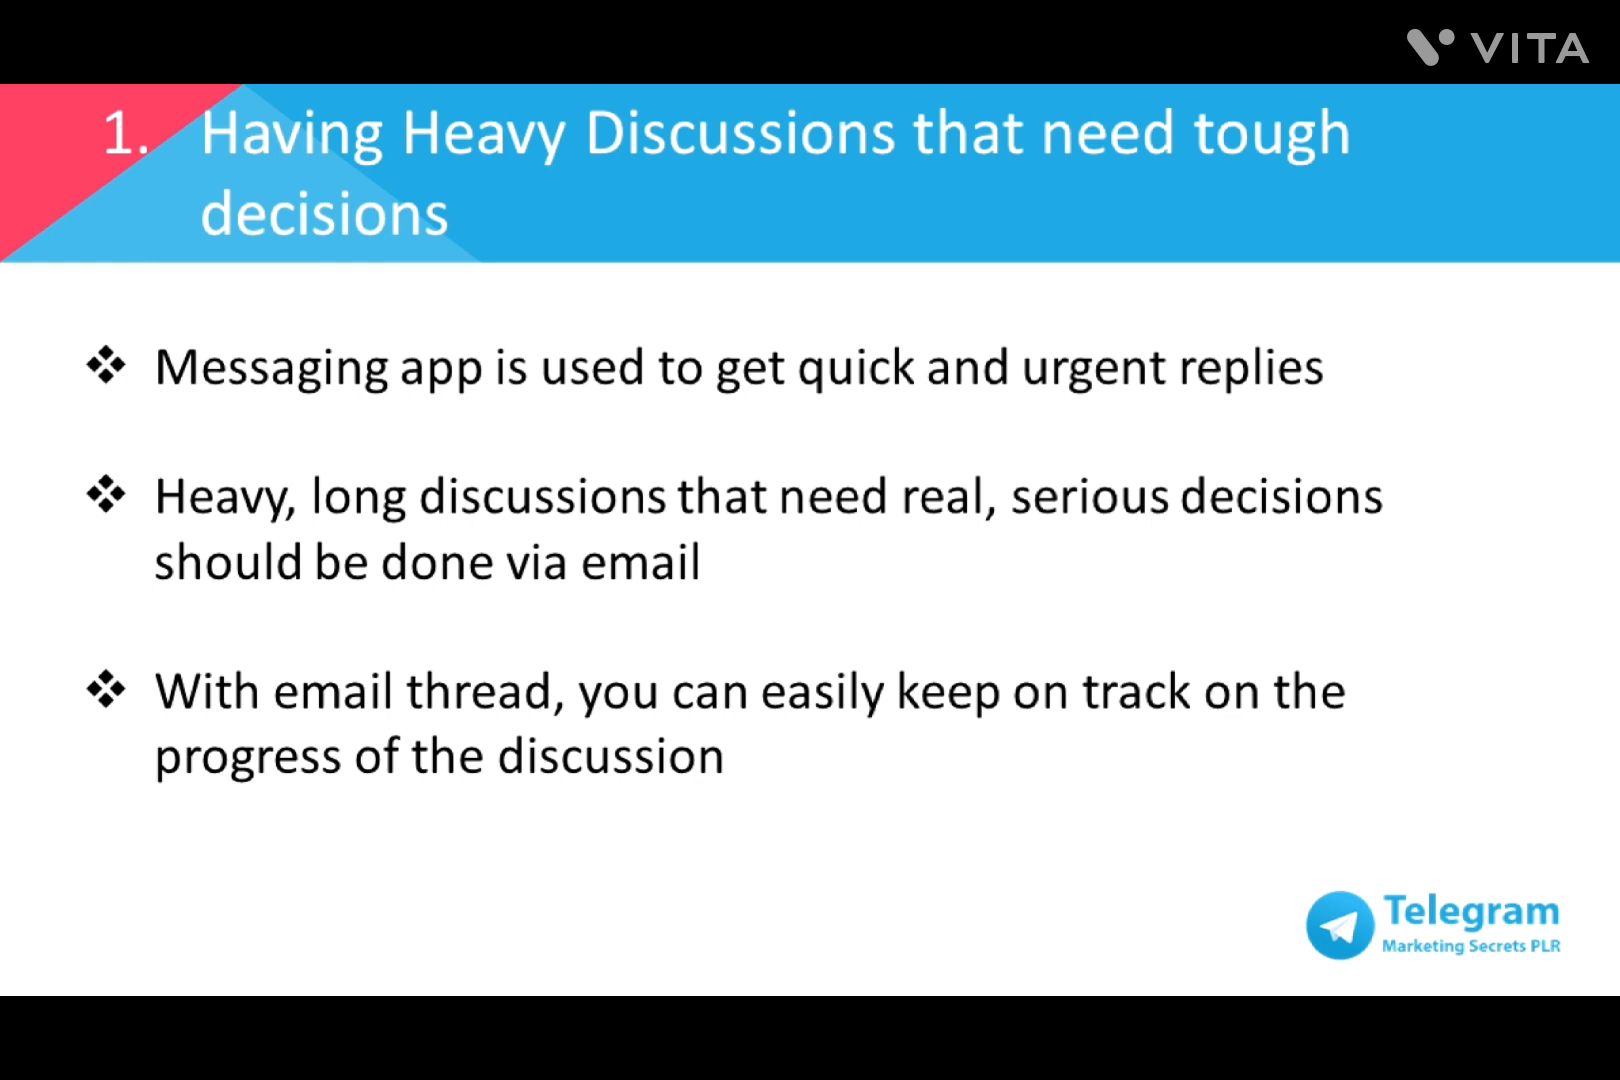 VITA
1. Having Heavy Discussions that need tough
decisions
❖ Messaging app is used to get quick and urgent replies
❖ Heavy, long discussions that need real, serious decisions
should be done via email
❖ With email thread, you can easily keep on track on the
progress of the discussion
Telegram
Marketing Secrets PLR